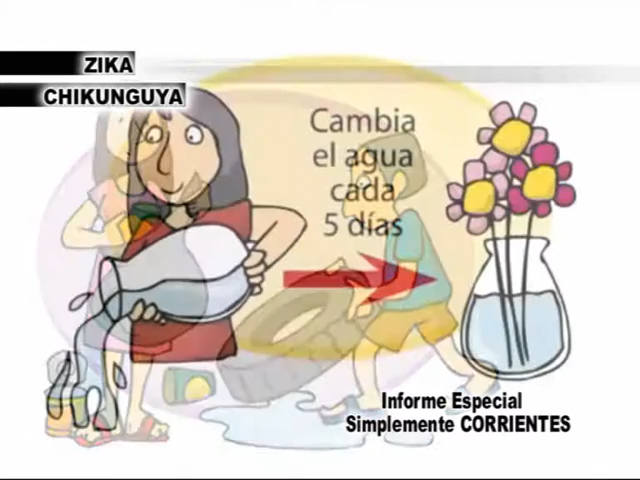 ZIKA
CHIKUNGUYA
Cambia
el agua
cada
5 días
Informe Especial
Simplemente CORRIENTES